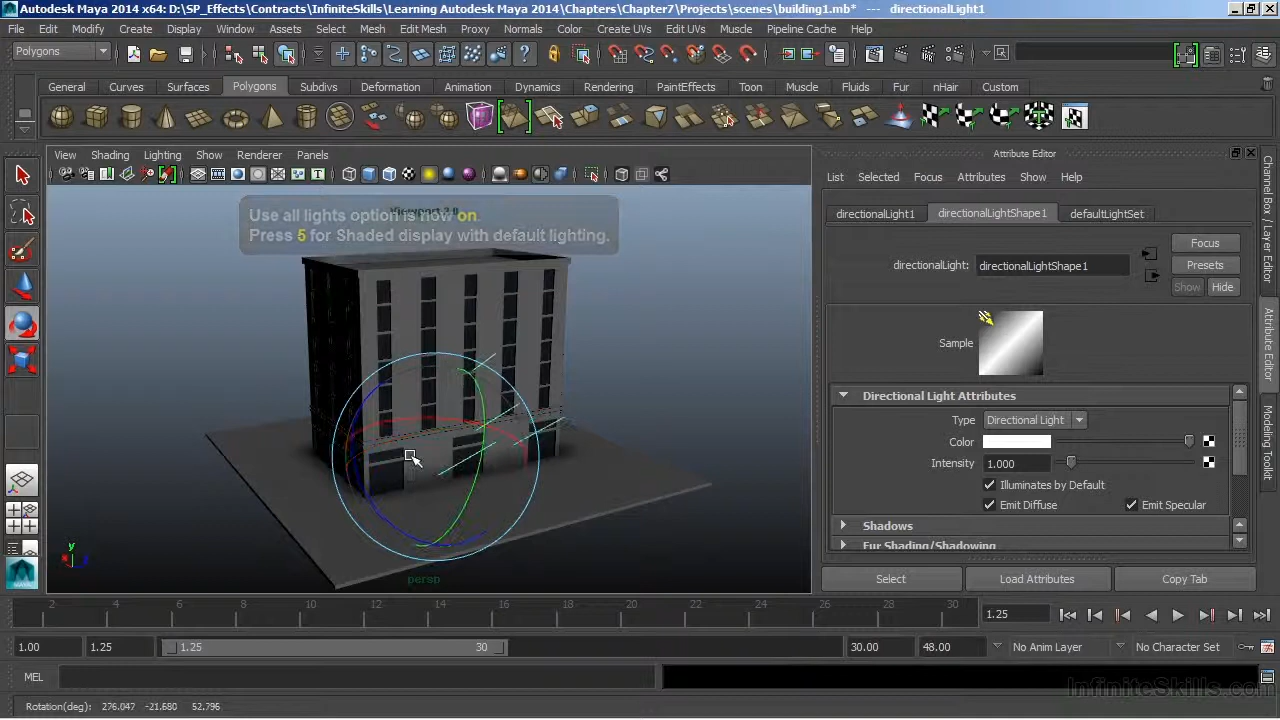 Autodesk Maya 2014 x64: D:\SP_Effects\Contracts\InfiniteSkills\Learning Autodesk Maya 2014\Chapters\Chapter7\Projects\scenes\building1.mb* --- directionalLight1
File Edit Modify Create Display Window Assets Select Mesh Edit Mesh Proxy Normals Color Create UVs Edit UVs Muscle Pipeline Cache Help
Polygons
General Curves Surfaces Polygons Subdivs Deformation Animation Dynamics Rendering PaintEffects Toon Muscle Fluids Fur nHair Custom
View Shading Lighting Show Renderer Panels
Attribute Editor
List Selected Focus Attributes Show Help
Use all lights option is now on.
Press 5 for Shaded display with default lighting.
directionalLight1 directionalLightShape1 defaultLightSet
Focus
directionalLight: directionalLightShape1
Presets
Show Hide
Sample
Directional Light Attributes
Type Directional Light
Color
Intensity 1.000
Illuminates by Default
Emit Diffuse Emit Specular
Shadows
Fur Shading/Shadowing
Select Load Attributes Copy Tab
Channel Box / Layer Editor
Attribute Editor
Modeling Toolkit
y
persp
2 4 6 8 10 12 14 16 18 20 22 24 26 28 30
1.25
1.00 1.25 1.25 30 30.00 48.00 No Anim Layer No Character Set
MEL
InfiniteSkills.com
Rotation(deg): 276.047 -21.680 52.796